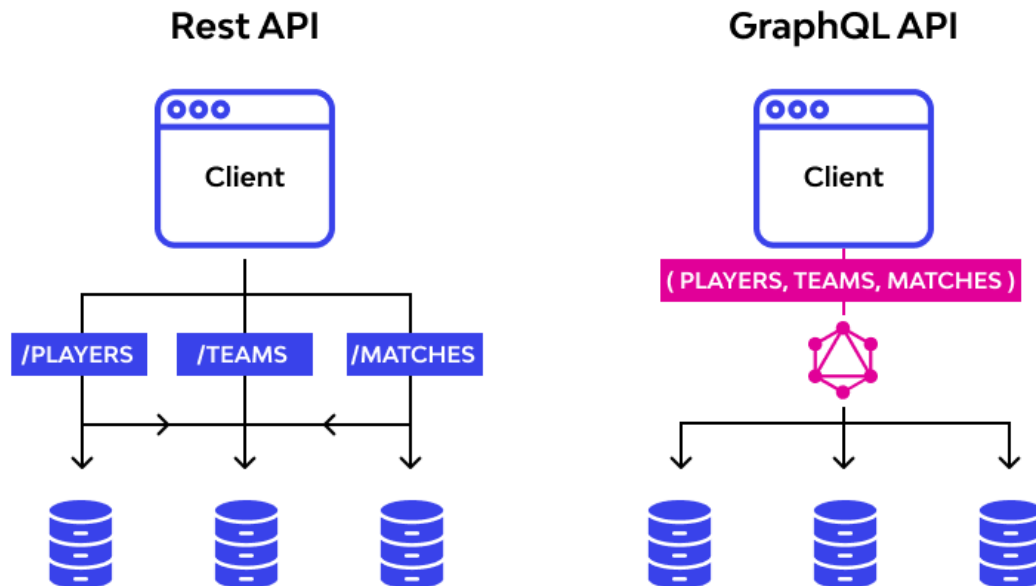 Rest API
Client
/PLAYERS
/TEAMS
/MATCHES
GraphQL API
Client
( PLAYERS, TEAMS, MATCHES )